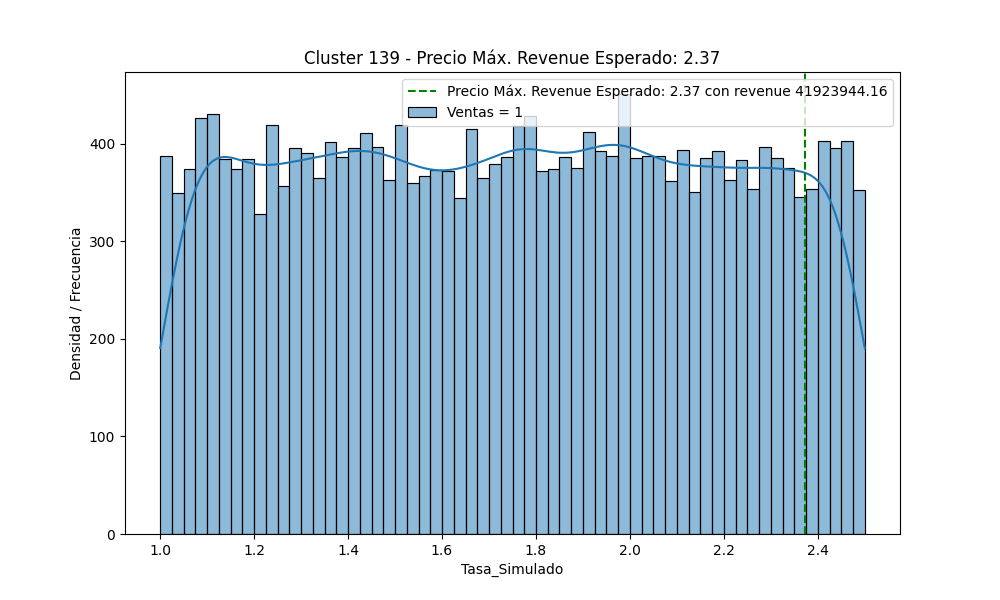 Cluster 139 - Precio Máx. Revenue Esperado: 2.37
Precio Máx. Revenue Esperado: 2.37 con revenue 41923944.16
Ventas = 1
400
300
200
100
0
Densidad / Frecuencia
1.0 1.2 1.4 1.6 1.8 2.0 2.2 2.4
Tasa_Simulado